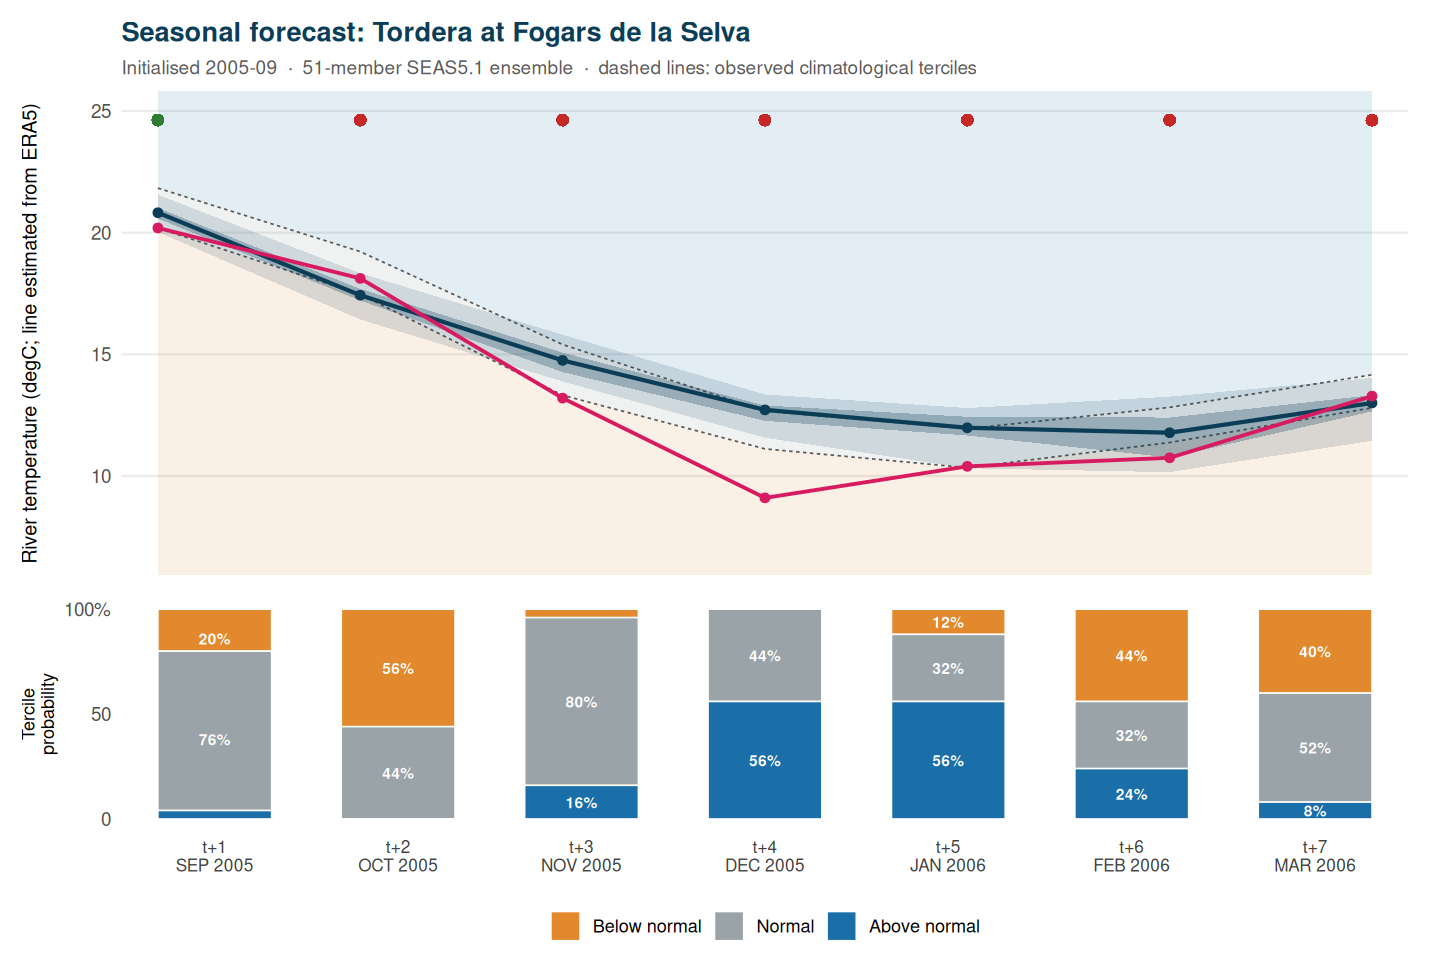 Seasonal forecast: Tordera at Fogars de la Selva
Initialised 2005-09 · 51-member SEAS5.1 ensemble · dashed lines: observed climatological terciles
River temperature (degC; line estimated from ERA5)
25
20
15
10
Tercile
probability
100%
50
0
20%
76%
56%
44%
80%
16%
44%
56%
12%
32%
56%
44%
32%
24%
40%
52%
8%
t+1
SEP 2005
t+2
OCT 2005
t+3
NOV 2005
t+4
DEC 2005
t+5
JAN 2006
t+6
FEB 2006
t+7
MAR 2006
Below normal
Normal
Above normal